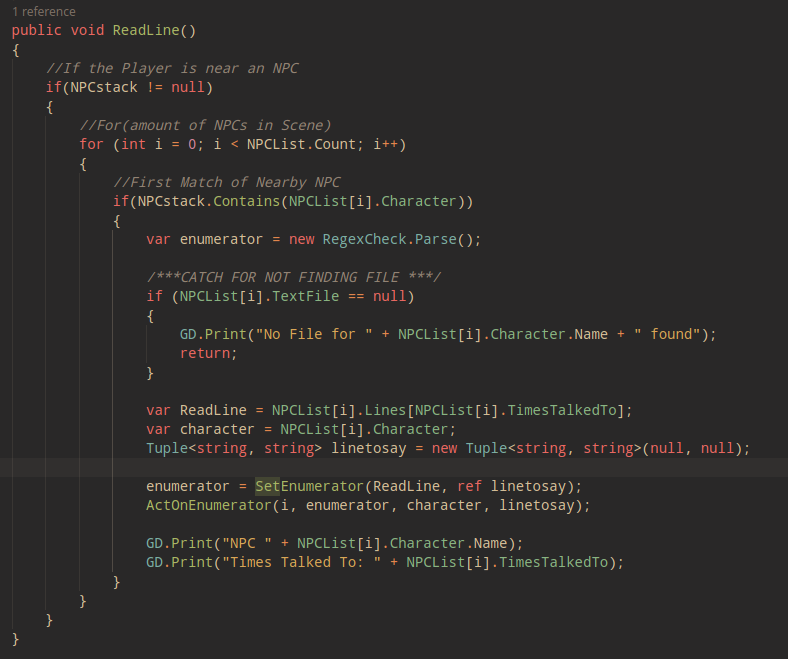 1 reference
public void ReadLine()
{
    //If the Player is near an NPC
    if(NPCstack != null)
    {
        //For(amount of NPCs in Scene)
        for (int i = 0; i < NPCList.Count; i++)
        {
            //First Match of Nearby NPC
            if(NPCstack.Contains(NPCList[i].Character))
            {
                var enumerator = new RegexCheck.Parse();

                /***CATCH FOR NOT FINDING FILE ***/
                if (NPCList[i].TextFile == null)
                {
                    GD.Print("No File for " + NPCList[i].Character.Name + " found");
                    return;
                }

                var ReadLine = NPCList[i].Lines[NPCList[i].TimesTalkedTo];
                var character = NPCList[i].Character;
                Tuple<string, string> linetosay = new Tuple<string, string>(null, null);

                enumerator = SetEnumerator(ReadLine, ref linetosay);
                ActOnEnumerator(i, enumerator, character, linetosay);

                GD.Print("NPC " + NPCList[i].Character.Name);
                GD.Print("Times Talked To: " + NPCList[i].TimesTalkedTo);
            }
        }
    }
}